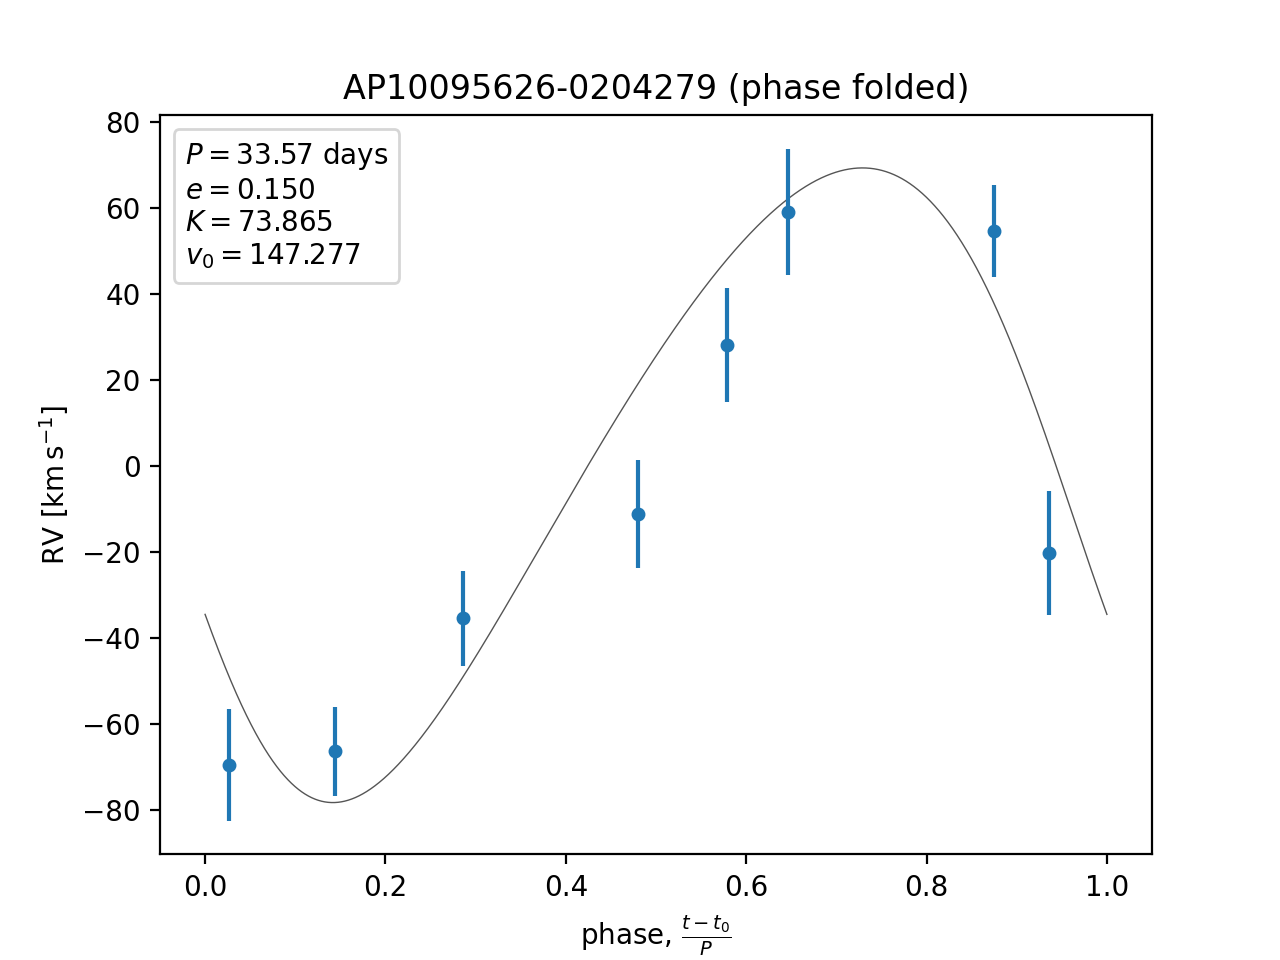 AP10095626-0204279 (phase folded)
P = 33.57 days
e = 0.150
K = 73.865
v₀ = 147.277
80
60
40
20
0
−20
−40
−60
−80
RV [km s⁻¹]
0.0 0.2 0.4 0.6 0.8 1.0
phase, (t − t₀)/P